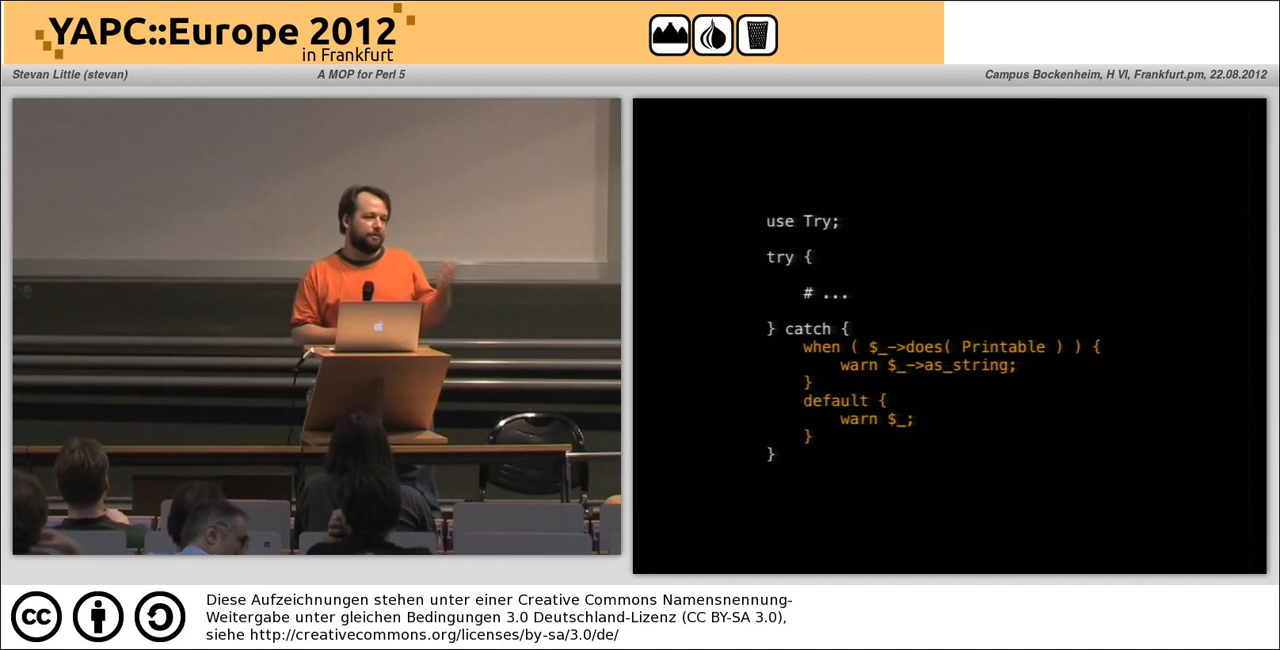 YAPC::Europe 2012
in Frankfurt
Stevan Little (stevan)
A MOP for Perl 5
Campus Bockenheim, H VI, Frankfurt.pm, 22.08.2012
use Try;
try {
# ...
} catch {
when ( $_->does( Printable ) ) {
warn $_->as_string;
}
default {
warn $_;
}
}
cc
Diese Aufzeichnungen stehen unter einer Creative Commons Namensnennung-
Weitergabe unter gleichen Bedingungen 3.0 Deutschland-Lizenz (CC BY-SA 3.0),
siehe http://creativecommons.org/licenses/by-sa/3.0/de/